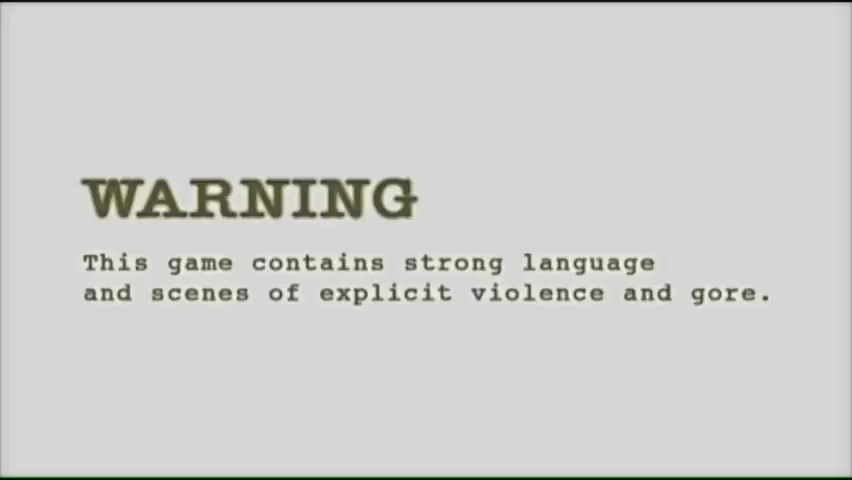 WARNING
This game contains strong language
and scenes of explicit violence and gore.